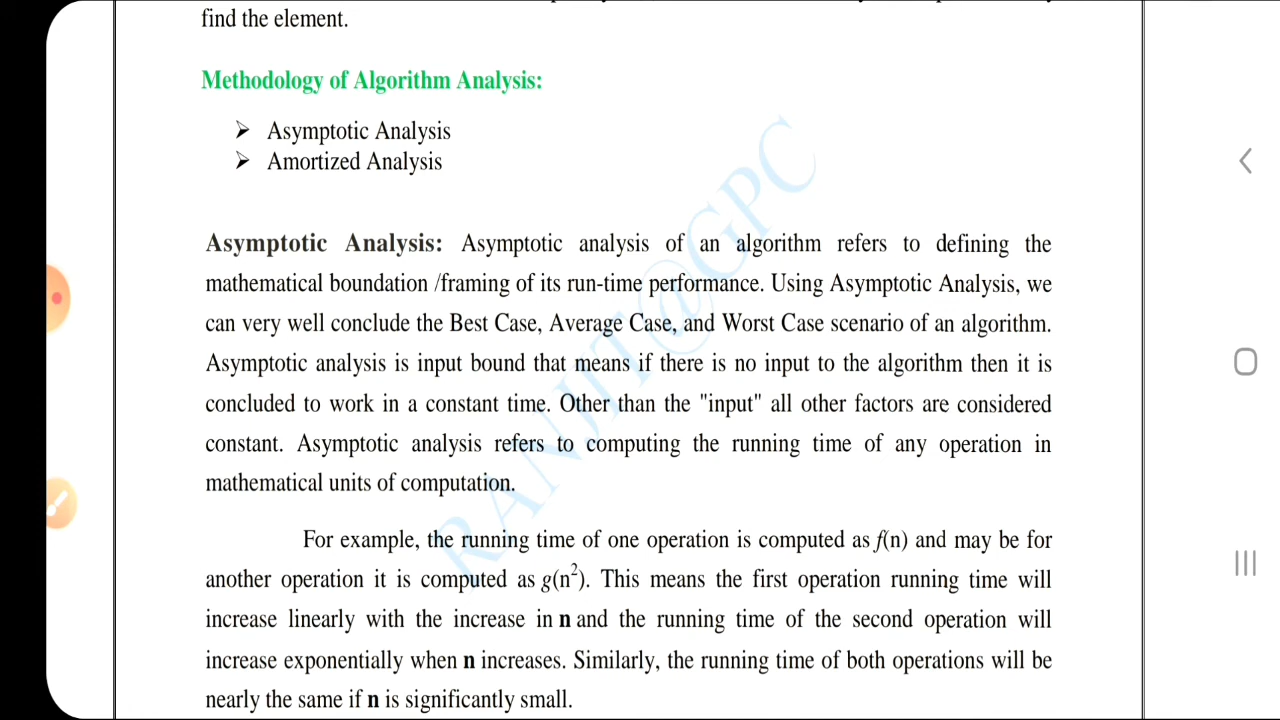 find the element.
Methodology of Algorithm Analysis:
➢ Asymptotic Analysis
➢ Amortized Analysis
Asymptotic Analysis: Asymptotic analysis of an algorithm refers to defining the
mathematical boundation /framing of its run-time performance. Using Asymptotic Analysis, we
can very well conclude the Best Case, Average Case, and Worst Case scenario of an algorithm.
Asymptotic analysis is input bound that means if there is no input to the algorithm then it is
concluded to work in a constant time. Other than the "input" all other factors are considered
constant. Asymptotic analysis refers to computing the running time of any operation in
mathematical units of computation.
For example, the running time of one operation is computed as f(n) and may be for
another operation it is computed as g(n²). This means the first operation running time will
increase linearly with the increase in n and the running time of the second operation will
increase exponentially when n increases. Similarly, the running time of both operations will be
nearly the same if n is significantly small.
RANJIT@GPC